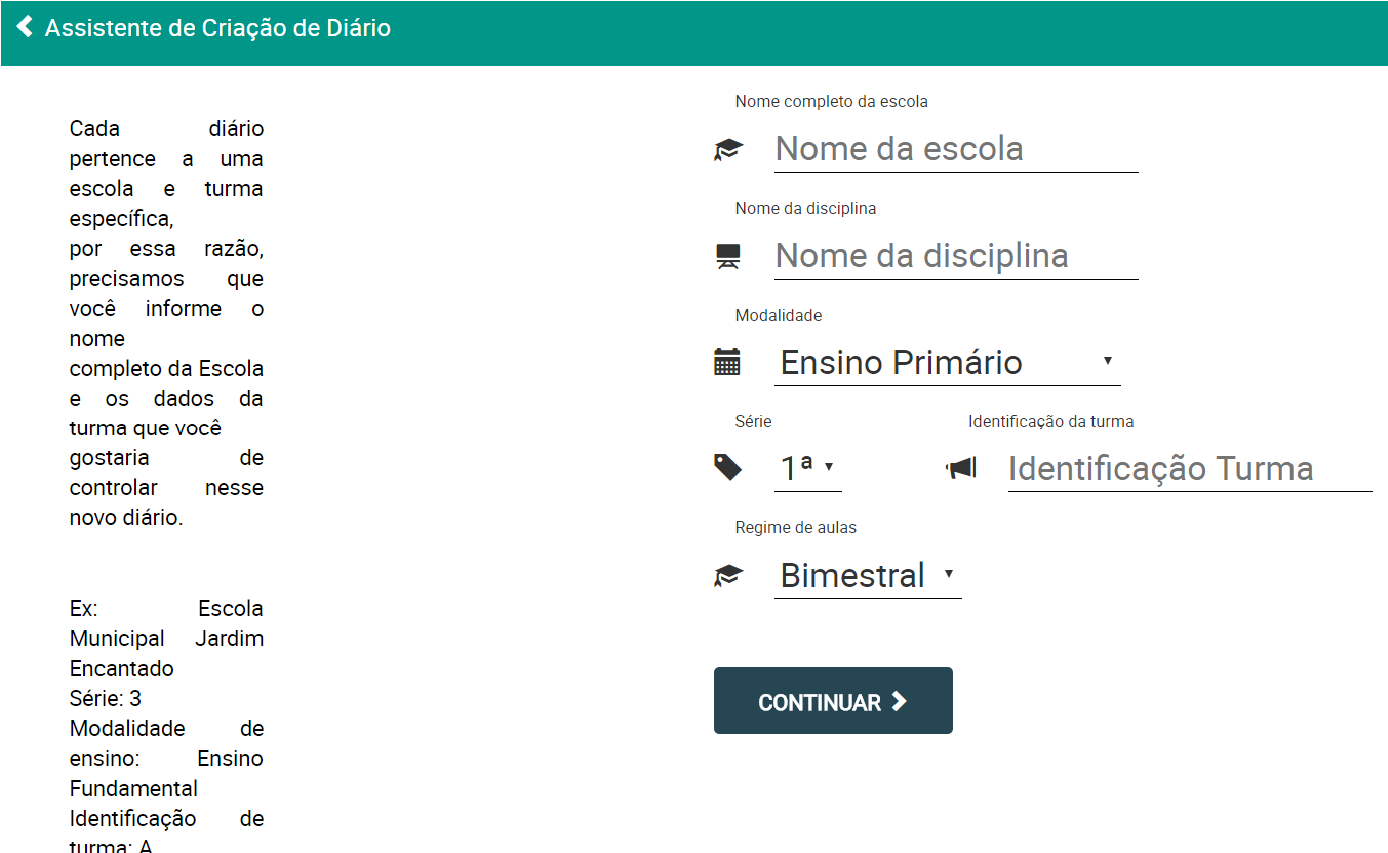 Assistente de Criação de Diário
Cada diário
pertence a uma
escola e turma
específica,
por essa razão,
precisamos que
você informe o
nome
completo da Escola
e os dados da
turma que você
gostaria de
controlar nesse
novo diário.
Ex: Escola
Municipal Jardim
Encantado
Série: 3
Modalidade de
ensino: Ensino
Fundamental
Identificação de
turma: A
Nome completo da escola
Nome da escola
Nome da disciplina
Nome da disciplina
Modalidade
Ensino Primário
Série
1ª
Identificação da turma
Identificação Turma
Regime de aulas
Bimestral
CONTINUAR